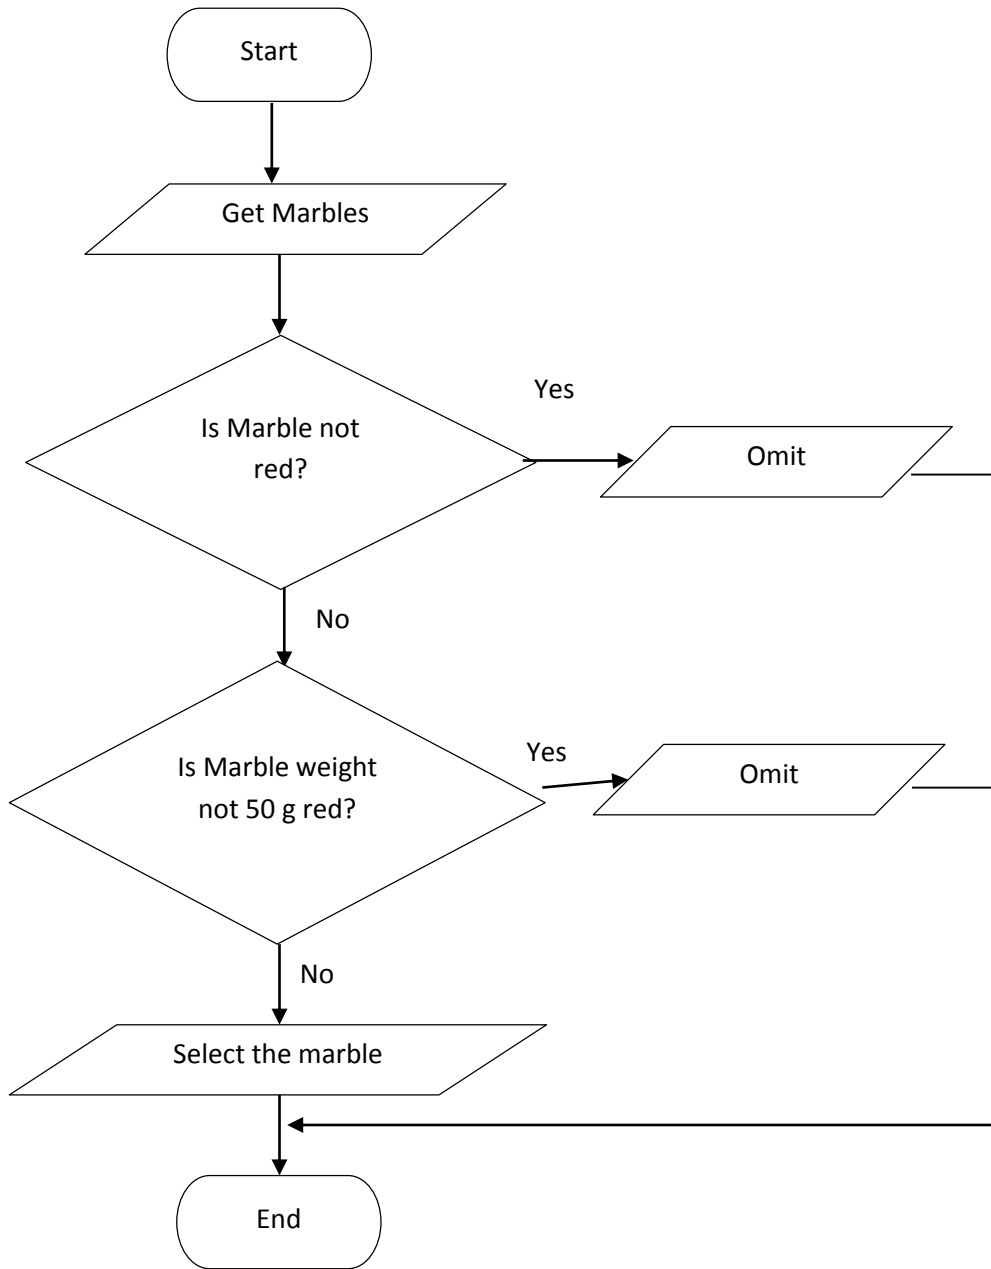 Start
Get Marbles
Yes
Is Marble not
red?
Omit
No
Yes
Is Marble weight
not 50 g red?
Omit
No
Select the marble
End